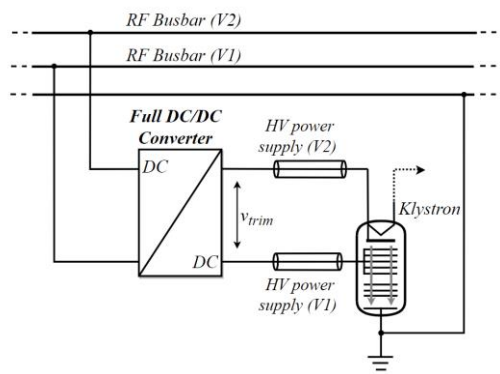 RF Busbar (V2)
RF Busbar (V1)
Full DC/DC
Converter
HV power
supply (V2)
DC
Klystron
v_trim
DC
HV power
supply (V1)